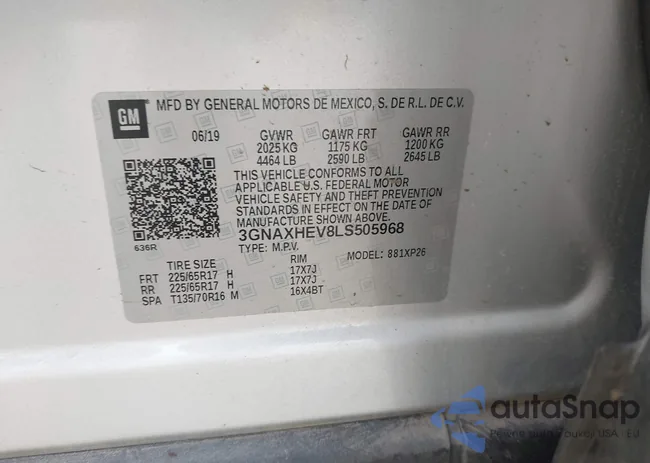 GM
MFD BY GENERAL MOTORS DE MEXICO, S. DE R.L. DE C.V.
06/19 GVWR GAWR FRT GAWR RR
2025 KG 1175 KG 1200 KG
4464 LB 2590 LB 2645 LB
THIS VEHICLE CONFORMS TO ALL
APPLICABLE U.S. FEDERAL MOTOR
VEHICLE SAFETY AND THEFT PREVENTION
STANDARDS IN EFFECT ON THE DATE OF
MANUFACTURE SHOWN ABOVE.
3GNAXHEV8LS505968
636R
TYPE: M.P.V. MODEL: 881XP26
TIRE SIZE RIM
FRT 225/65R17 H 17X7J
RR 225/65R17 H 17X7J
SPA T135/70R16 M 16X4BT
autoSnap
USA EU